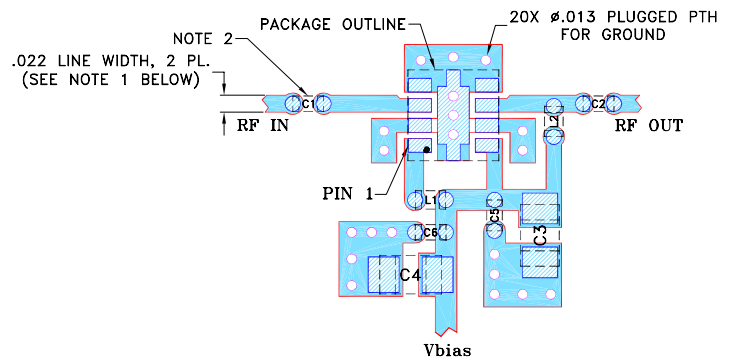 PACKAGE OUTLINE
20X ø.013 PLUGGED PTH
FOR GROUND
NOTE 2
.022 LINE WIDTH, 2 PL.
(SEE NOTE 1 BELOW)
C1
C2
RF IN
L2
RF OUT
PIN 1
L1
C5
C6
C3
C4
Vbias